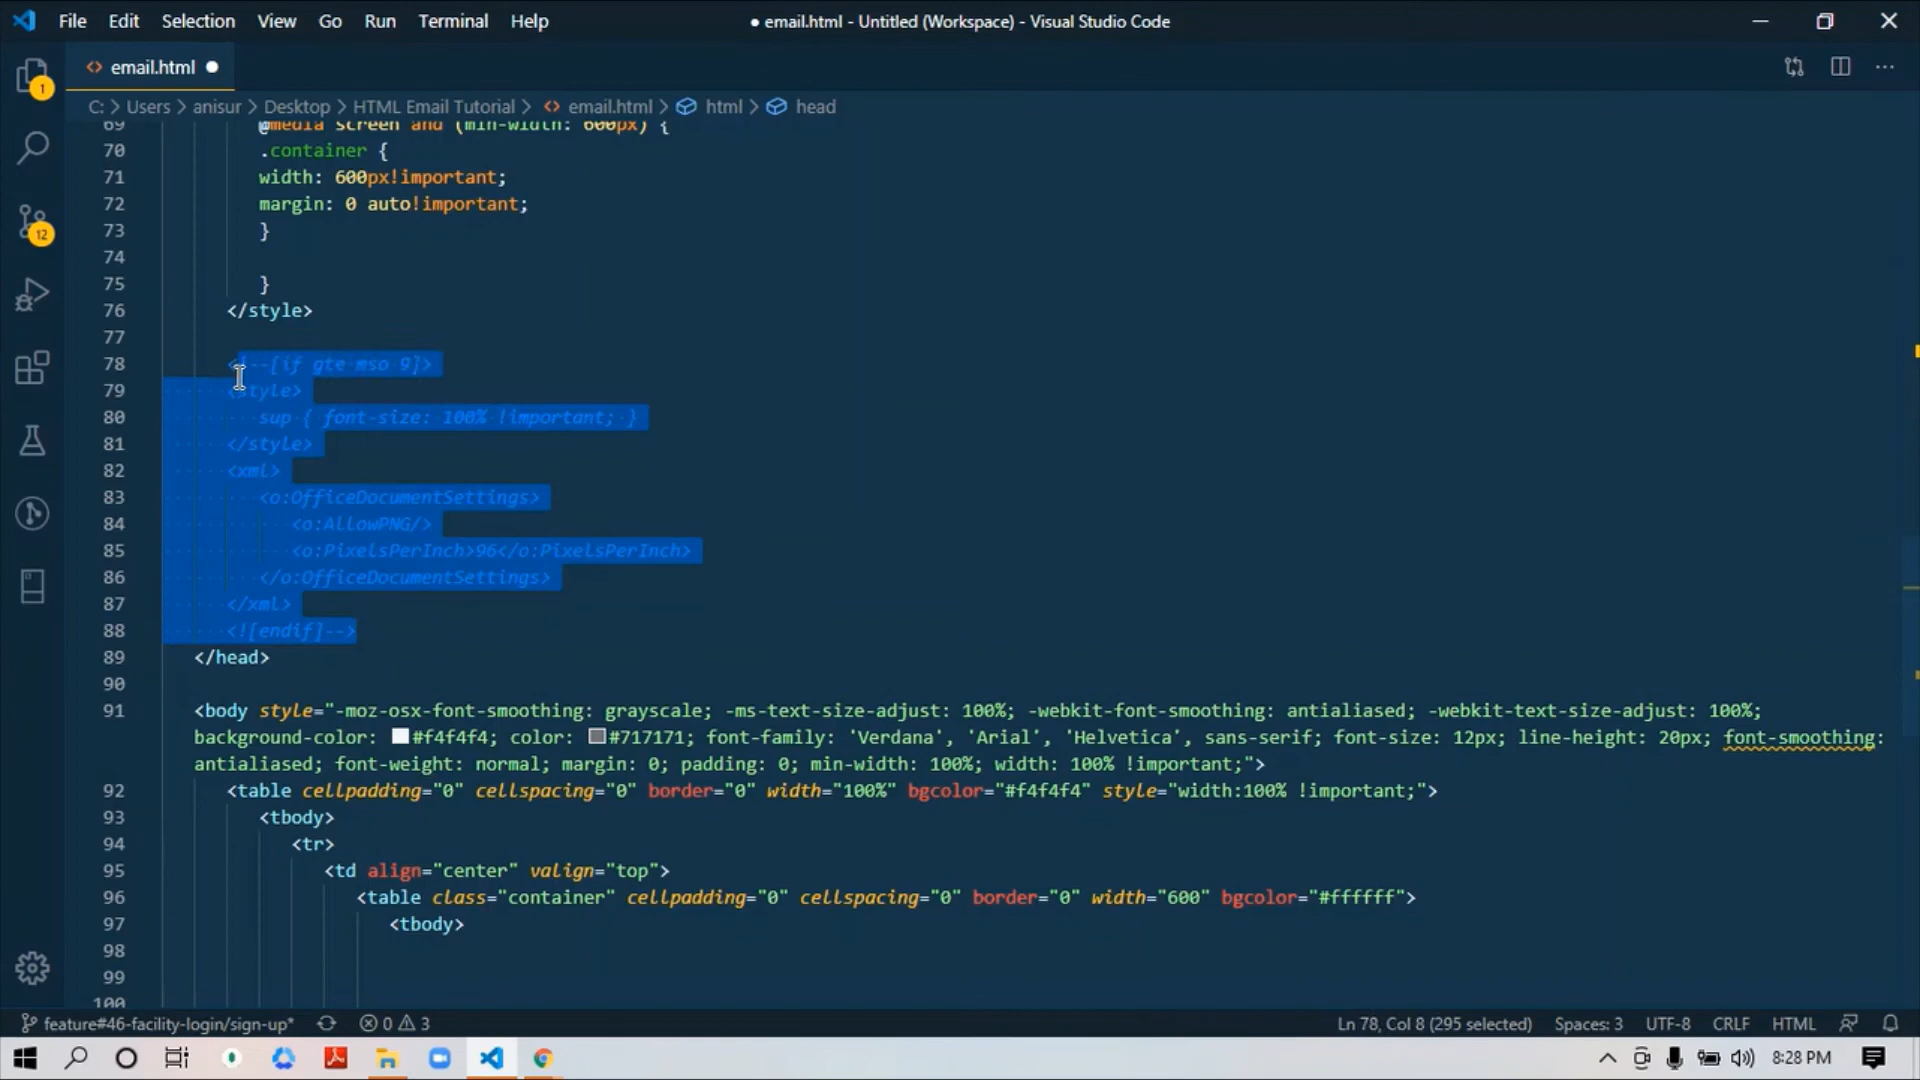 File Edit Selection View Go Run Terminal Help
● email.html - Untitled (Workspace) - Visual Studio Code
email.html
C: > Users > anisur > Desktop > HTML Email Tutorial > email.html > html > head
69 @media screen and (min-width: 600px) {
70 .container {
71 width: 600px!important;
72 margin: 0 auto!important;
73 }
74
75 }
76 </style>
77
78 <!--[if gte mso 9]>
79 <style>
80 sup { font-size: 100% !important; }
81 </style>
82 <xml>
83 <o:OfficeDocumentSettings>
84 <o:AllowPNG/>
85 <o:PixelsPerInch>96</o:PixelsPerInch>
86 </o:OfficeDocumentSettings>
87 </xml>
88 <![endif]-->
89 </head>
90
91 <body style="-moz-osx-font-smoothing: grayscale; -ms-text-size-adjust: 100%; -webkit-font-smoothing: antialiased; -webkit-text-size-adjust: 100%;
background-color: #f4f4f4; color: #717171; font-family: 'Verdana', 'Arial', 'Helvetica', sans-serif; font-size: 12px; line-height: 20px; font-smoothing:
antialiased; font-weight: normal; margin: 0; padding: 0; min-width: 100%; width: 100% !important;">
92 <table cellpadding="0" cellspacing="0" border="0" width="100%" bgcolor="#f4f4f4" style="width:100% !important;">
93 <tbody>
94 <tr>
95 <td align="center" valign="top">
96 <table class="container" cellpadding="0" cellspacing="0" border="0" width="600" bgcolor="#ffffff">
97 <tbody>
98
99
100
1
12
feature#46-facility-login/sign-up* 0 3 Ln 78, Col 8 (295 selected) Spaces: 3 UTF-8 CRLF HTML
8:28 PM